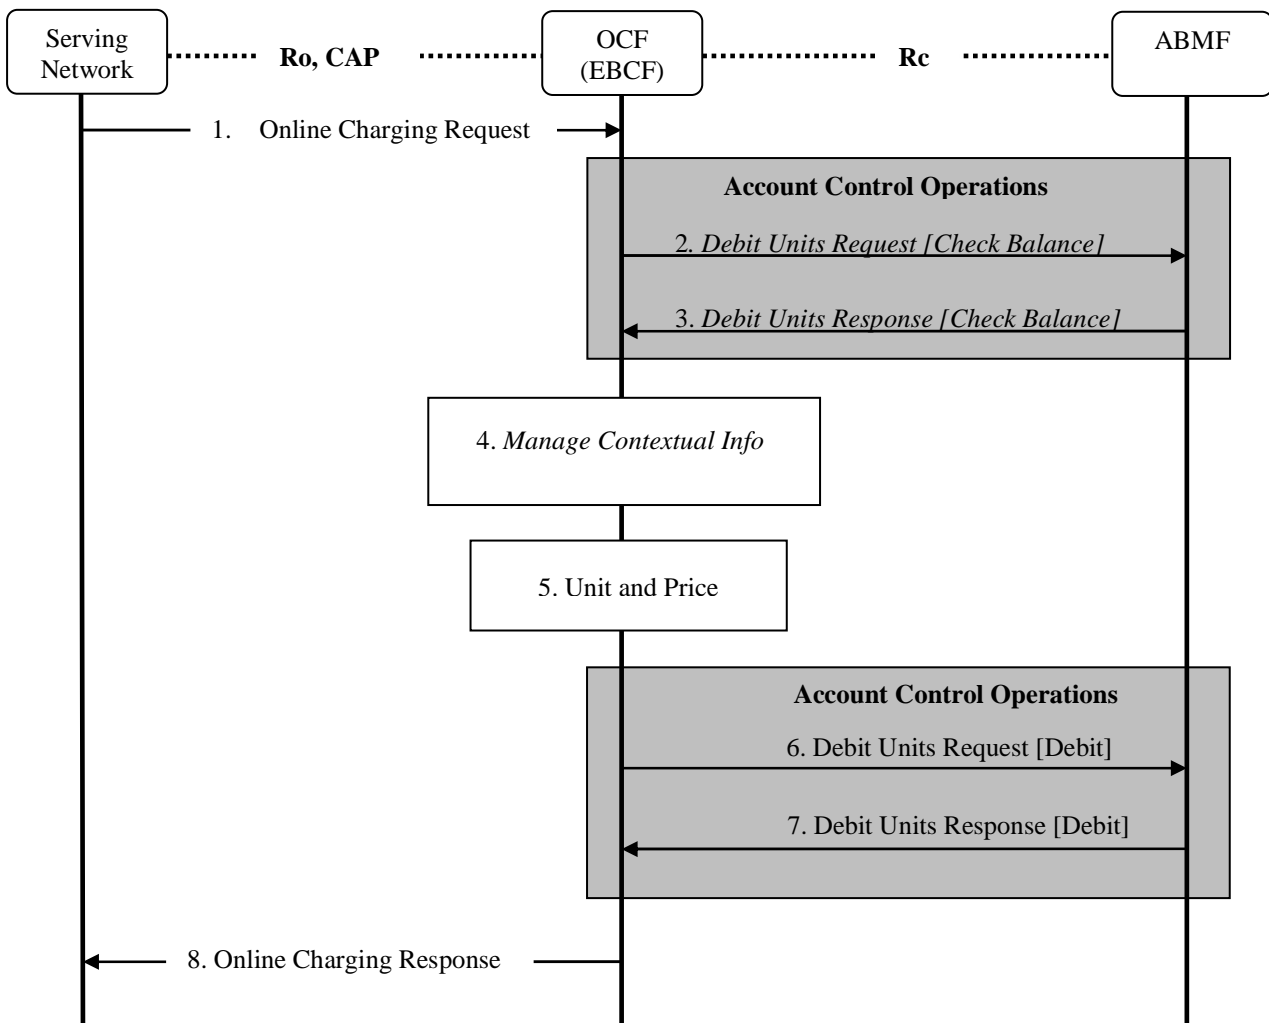 Serving
Network
Ro, CAP
OCF
(EBCF)
Rc
ABMF
1. Online Charging Request
Account Control Operations
2. Debit Units Request [Check Balance]
3. Debit Units Response [Check Balance]
4. Manage Contextual Info
5. Unit and Price
Account Control Operations
6. Debit Units Request [Debit]
7. Debit Units Response [Debit]
8. Online Charging Response